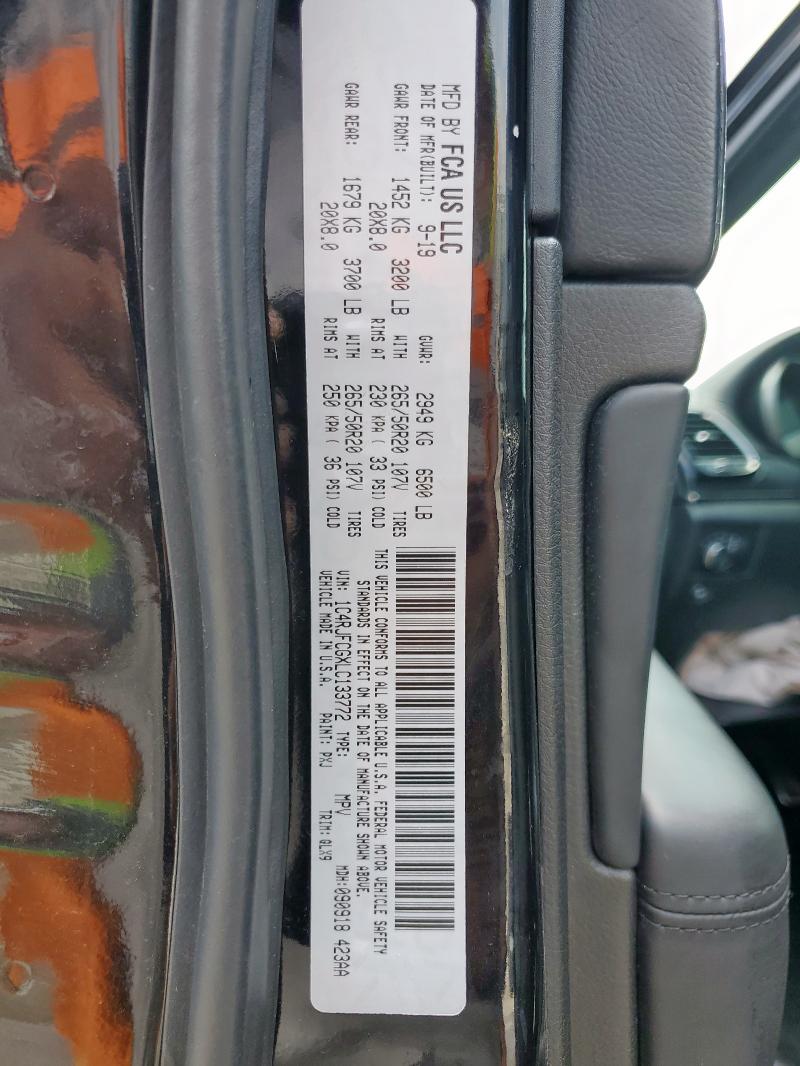 MFD BY FCA US LLC
DATE OF MFR(BUILT): 9-19 GVWR: 2949 KG 6500 LB
GAWR FRONT: 1452 KG 3200 LB WITH 265/50R20 107V TIRES
20X8.0 RIMS AT 230 KPA ( 33 PSI) COLD
GAWR REAR: 1679 KG 3700 LB WITH 265/50R20 107V TIRES
20X8.0 RIMS AT 250 KPA ( 36 PSI) COLD
THIS VEHICLE CONFORMS TO ALL APPLICABLE U.S.A. FEDERAL MOTOR VEHICLE SAFETY
STANDARDS IN EFFECT ON THE DATE OF MANUFACTURE SHOWN ABOVE.
VIN: 1C4RJFCGXLC133772 TYPE: MPV MDH:090918 423AA
VEHICLE MADE IN U.S.A. PAINT: PXJ TRIM: QLX9